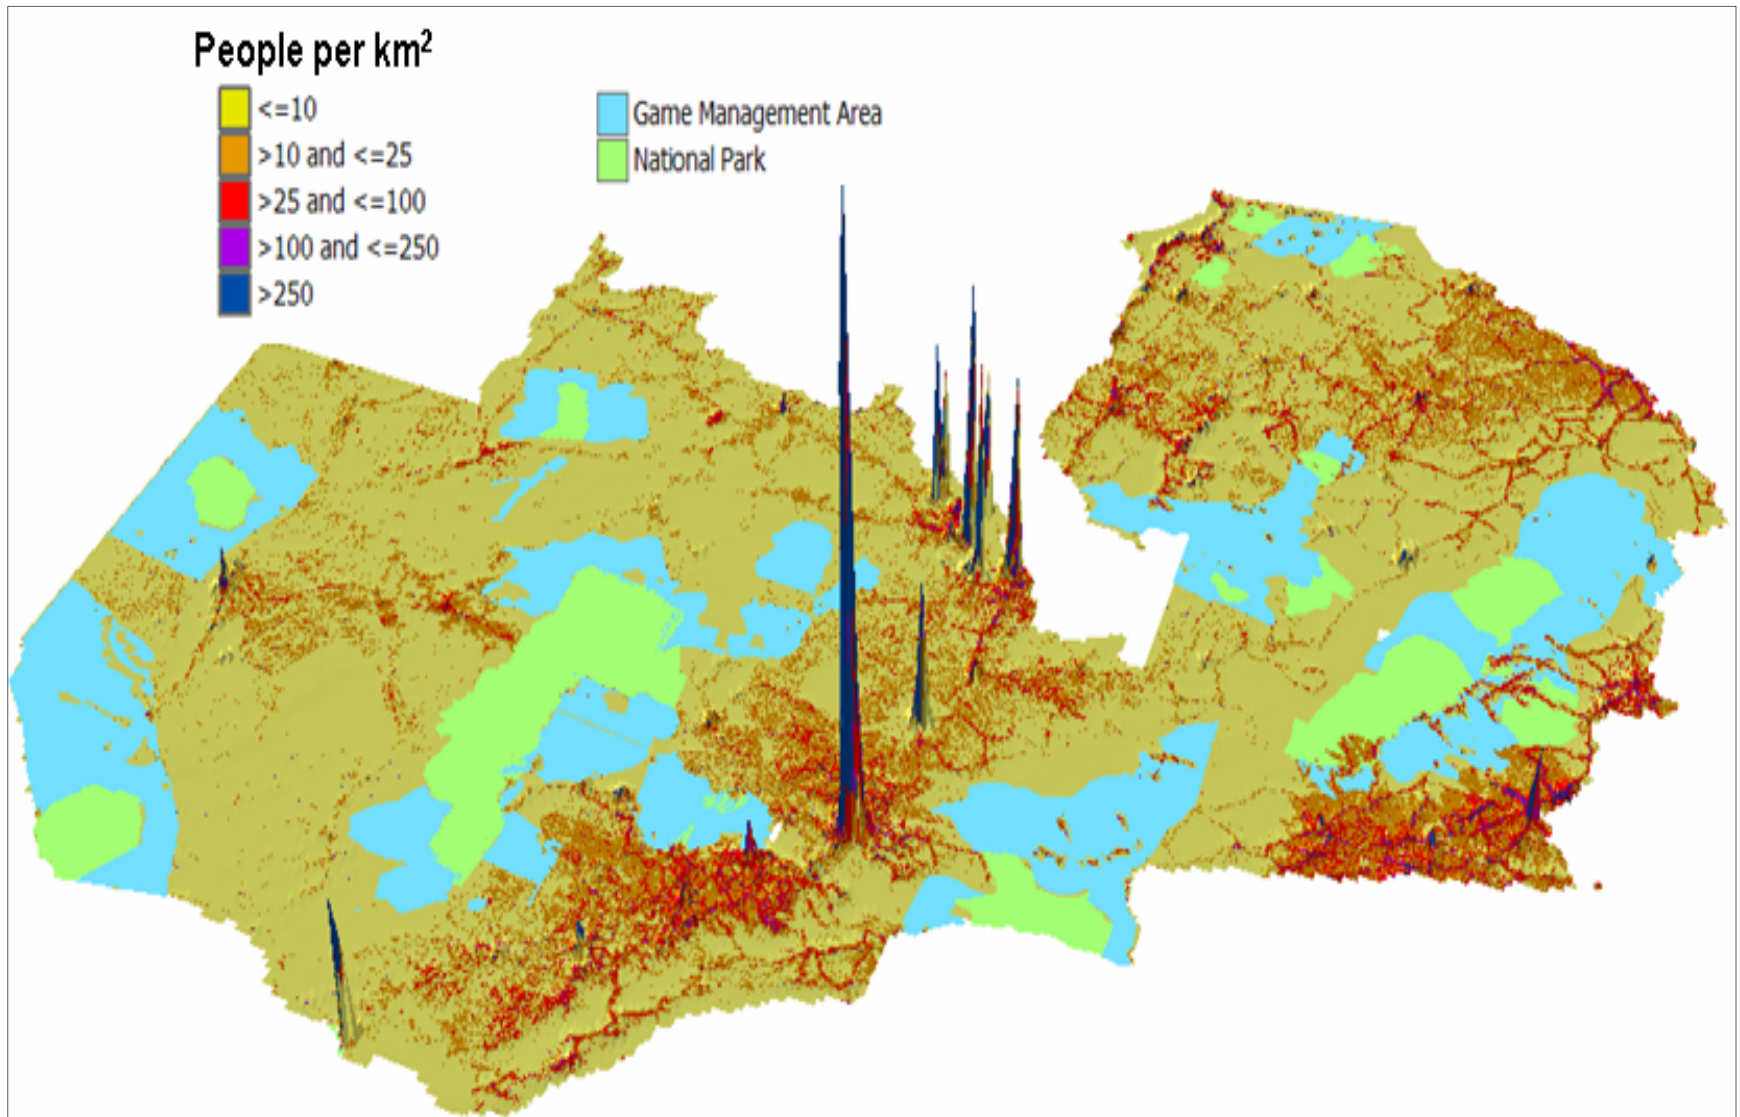 People per km²
<=10
>10 and <=25
>25 and <=100
>100 and <=250
>250
Game Management Area
National Park